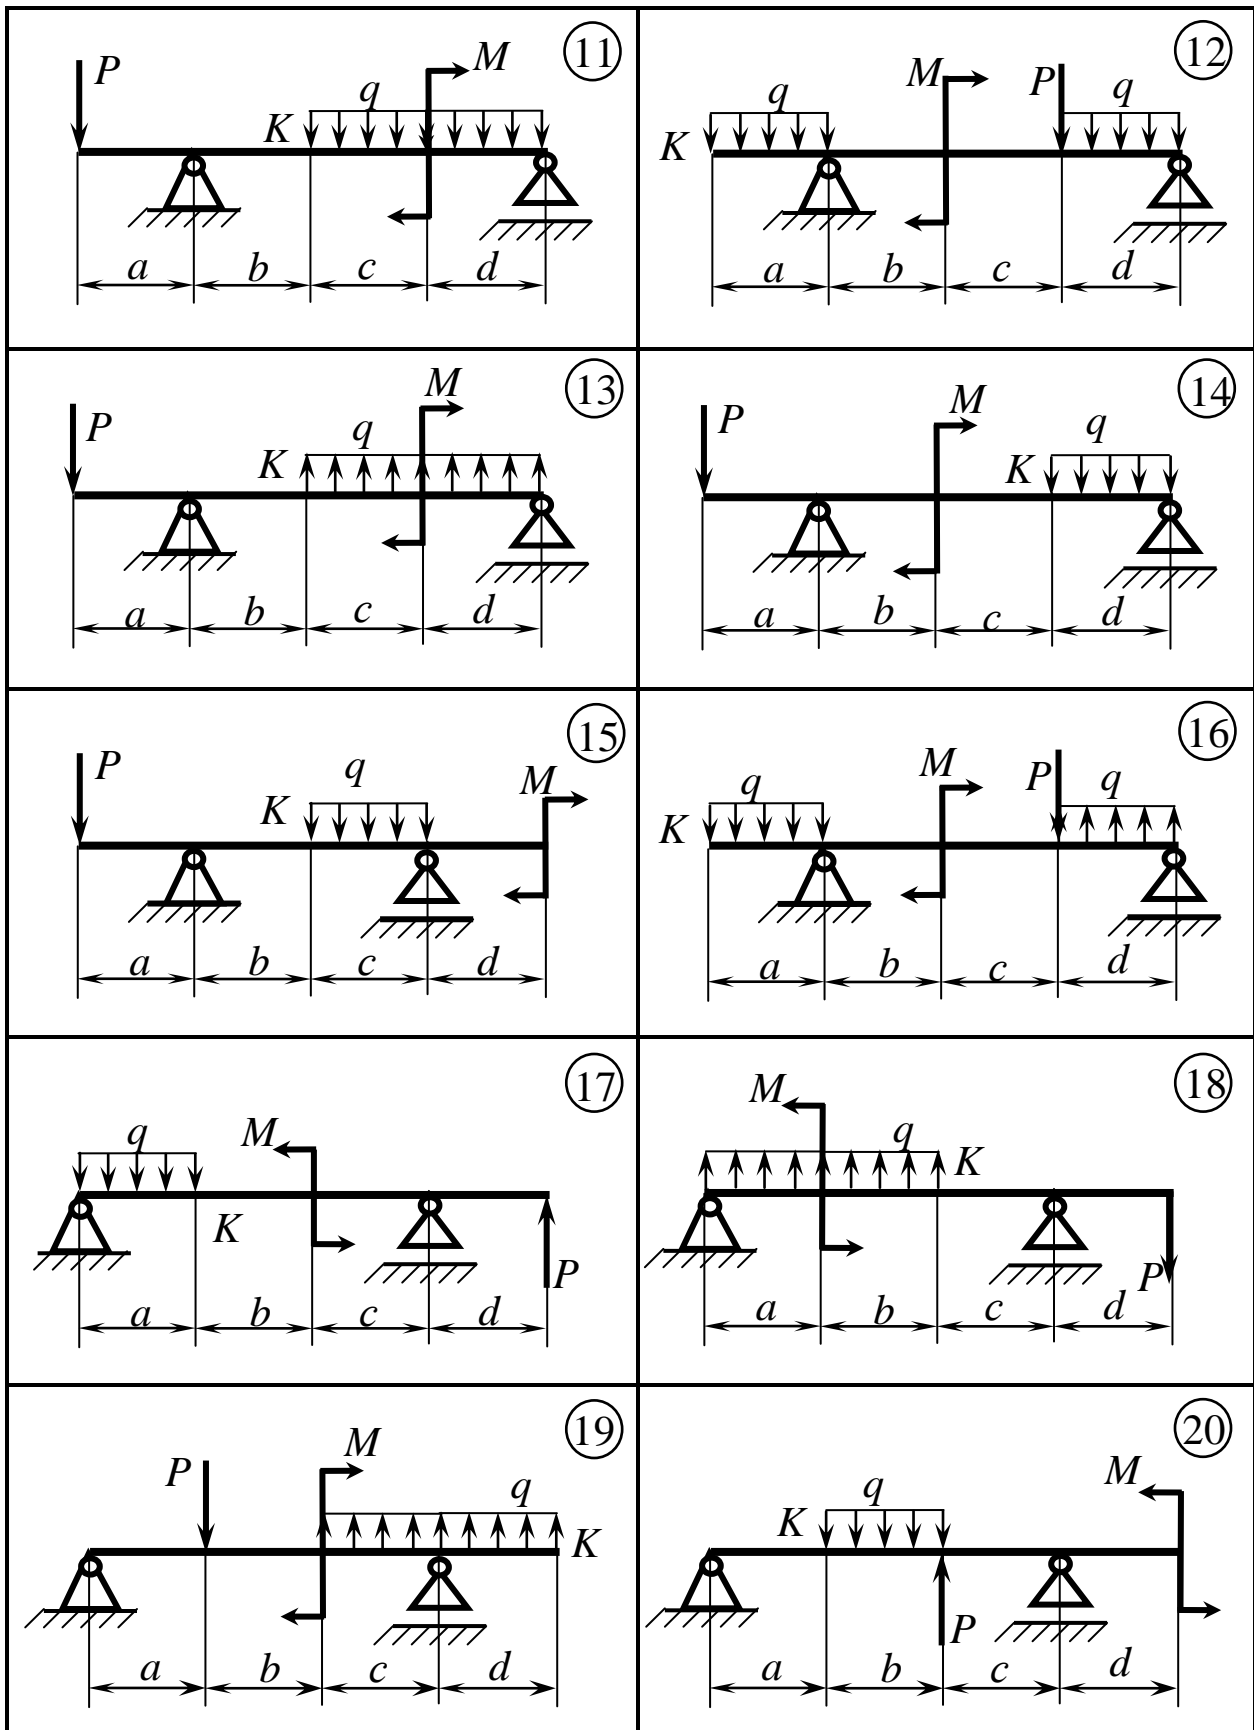 P q M 11
K
a b c d
q M P q 12
K
a b c d
P q M 13
K
a b c d
P M q 14
K
a b c d
P q M 15
K
a b c d
q M P q 16
K
a b c d
q M 17
K
P
a b c d
M q 18
K
P
a b c d
P M q 19
K
a b c d
q M 20
K
P
a b c d